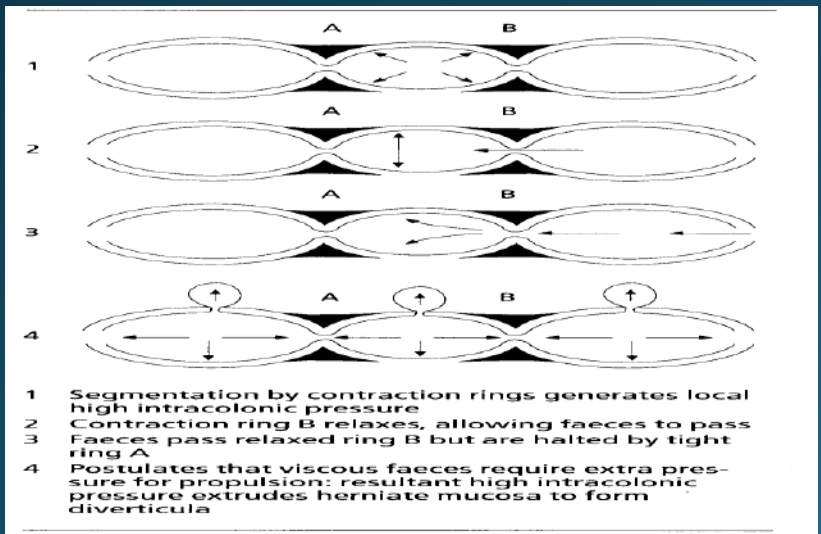 A B
1
A B
2
A B
3
A B
4
1 Segmentation by contraction rings generates local
high intracolonic pressure
2 Contraction ring B relaxes, allowing faeces to pass
3 Faeces pass relaxed ring B but are halted by tight
ring A
4 Postulates that viscous faeces require extra pres-
sure for propulsion: resultant high intracolonic
pressure extrudes herniate mucosa to form
diverticula